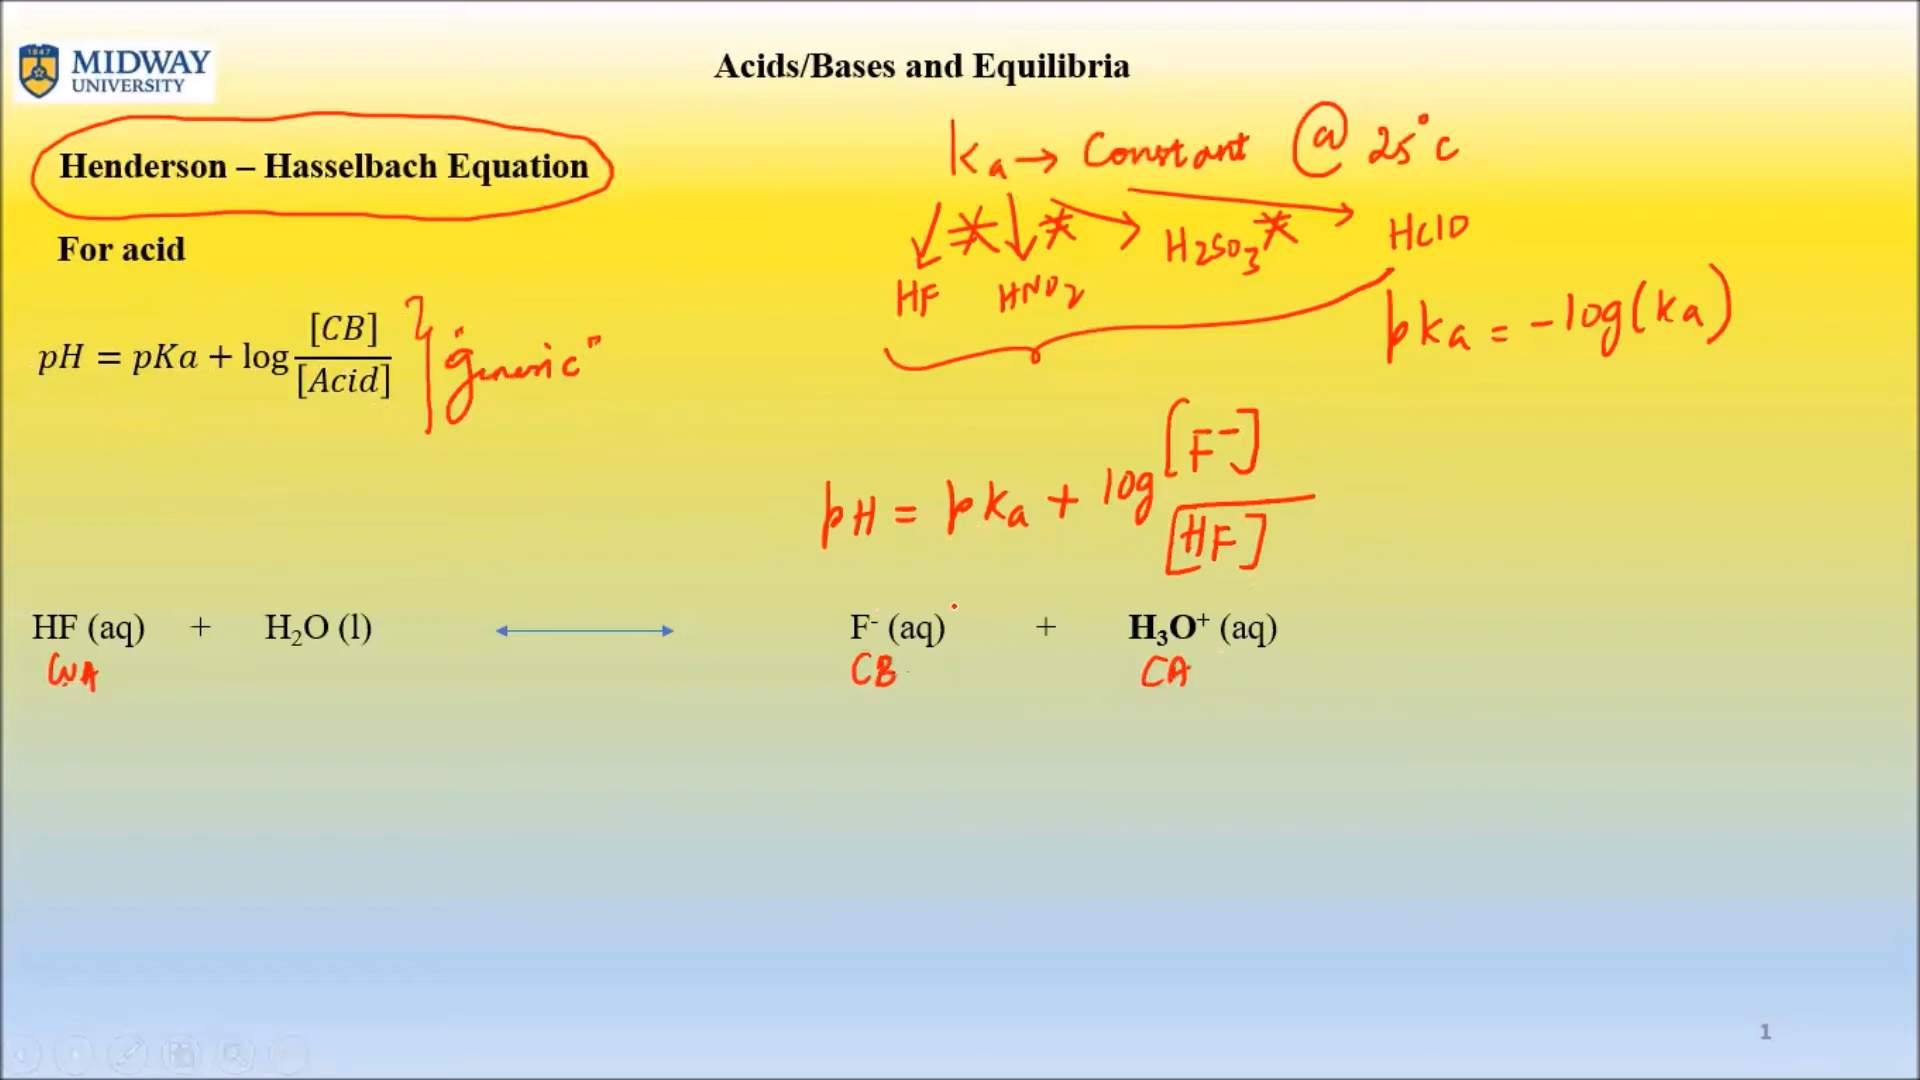 1847
MIDWAY
UNIVERSITY
Acids/Bases and Equilibria
Henderson – Hasselbach Equation
Ka → Constant @ 25°C
For acid
HF HNO2 H2SO3 HClO
pKa = -log(Ka)
pH = pKa + log [CB]/[Acid] "generic"
pH = pKa + log [F⁻]/[HF]
HF (aq) + H₂O (l) ⟷ F⁻ (aq) + H₃O⁺ (aq)
WA CB CA
1